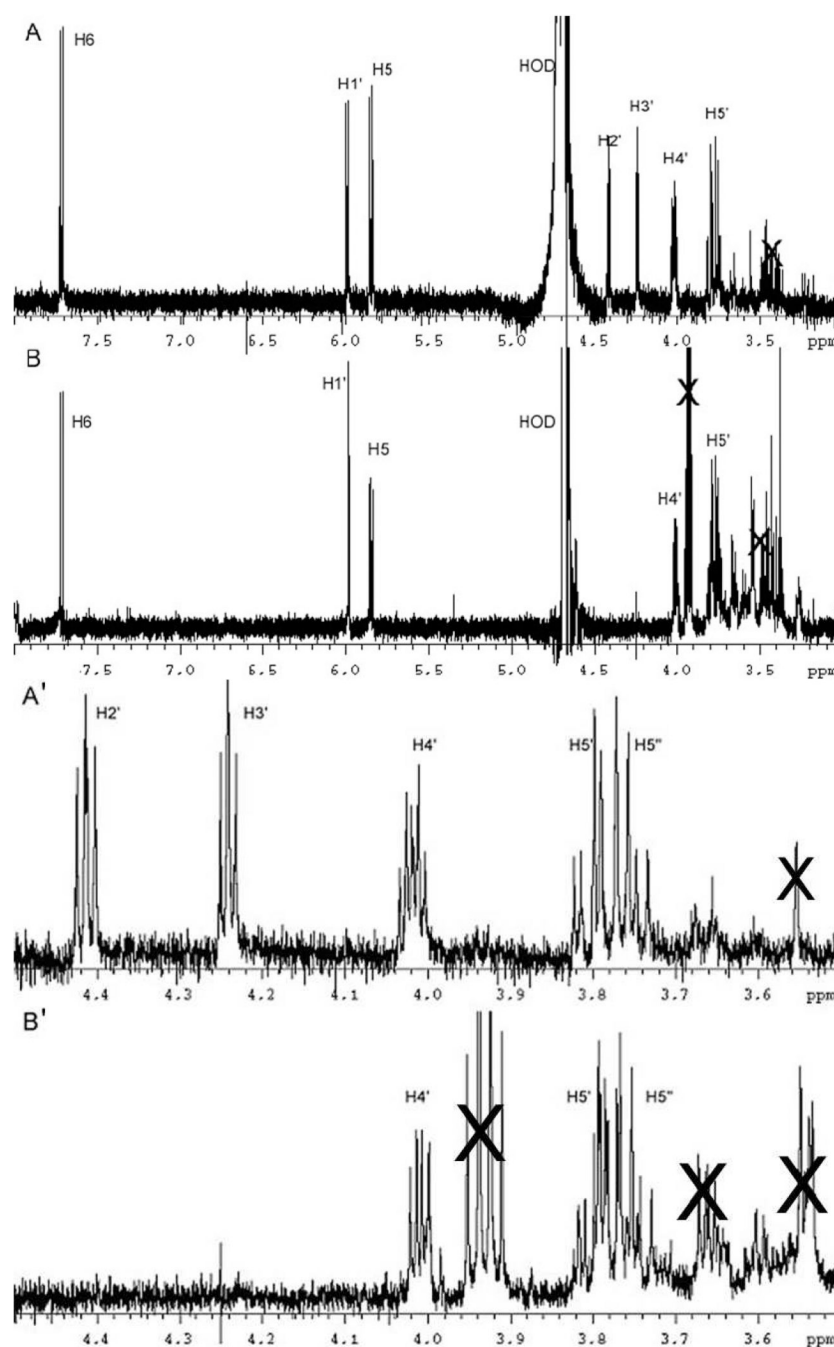 A
H6
H1'
H5
HOD
H2'
H3'
H4'
H5'
X
7.5 7.0 6.5 6.0 5.5 5.0 4.5 4.0 3.5 ppm
B
H6
H1'
H5
HOD
H4'
X
H5'
X
7.5 7.0 6.5 6.0 5.5 5.0 4.5 4.0 3.5 ppm
A'
H2'
H3'
H4'
H5'
H5"
X
4.4 4.3 4.2 4.1 4.0 3.9 3.8 3.7 3.6 ppm
B'
H4'
X
H5'
H5"
X
X
4.4 4.3 4.2 4.1 4.0 3.9 3.8 3.7 3.6 ppm